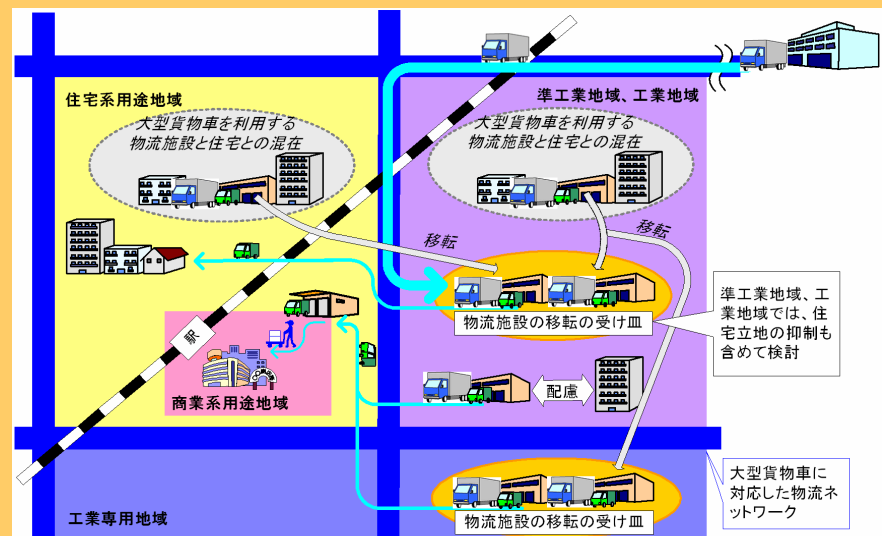 住宅系用途地域
大型貨物車を利用する
物流施設と住宅との混在
準工業地域、工業地域
大型貨物車を利用する
物流施設と住宅との混在
移転
移転
物流施設の移転の受け皿
準工業地域、工
業地域では、住
宅立地の抑制も
含めて検討
駅
商業系用途地域
配慮
大型貨物車に
対応した物流ネ
ットワーク
工業専用地域
物流施設の移転の受け皿